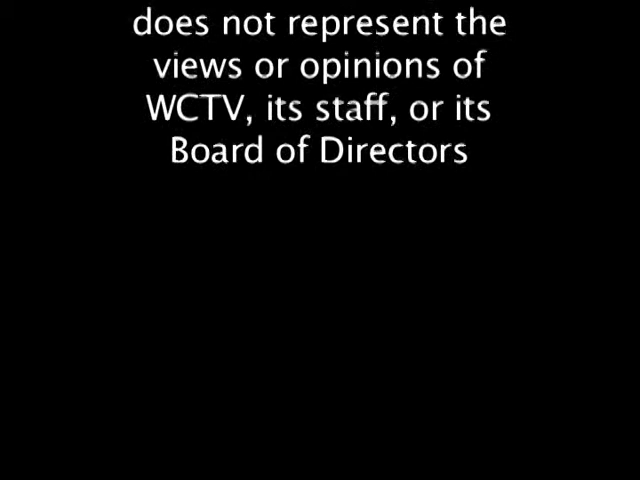 does not represent the
views or opinions of
WCTV, its staff, or its
Board of Directors